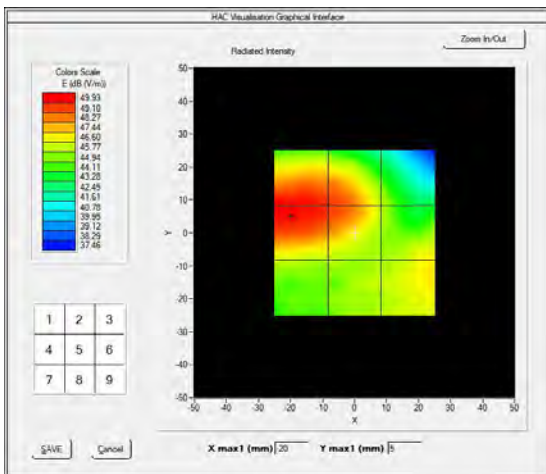 HAC Visualisation Graphical Interface
Zoom In/Out
Radiated Intensity
Colors Scale
E (dB (V/m))
49.93
49.10
48.27
47.44
46.60
45.77
44.94
44.11
43.28
42.45
41.61
40.78
39.95
39.12
38.29
37.46
50
40
30
20
10
Y
0
-10
-20
-30
-40
-50
-50 -40 -30 -20 -10 0 10 20 30 40 50
X
1 2 3
4 5 6
7 8 9
SAVE Cancel
X max1 (mm) 20 Y max1 (mm) 5